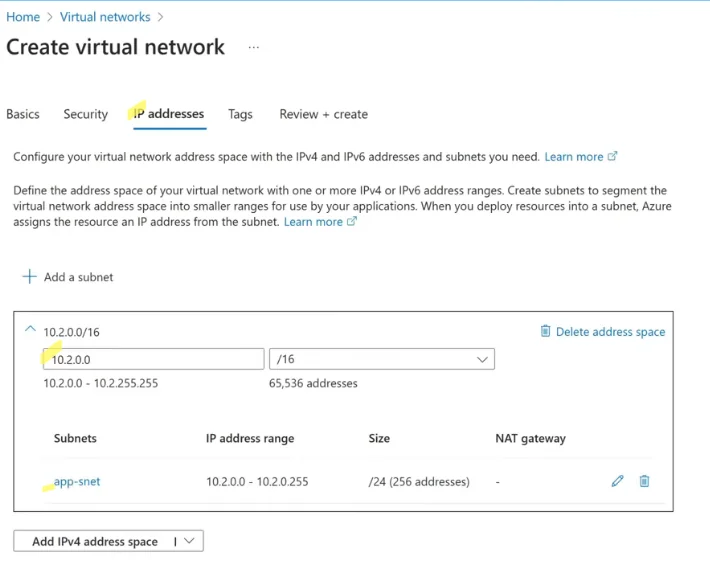 Home > Virtual networks >
Create virtual network ...
Basics Security IP addresses Tags Review + create
Configure your virtual network address space with the IPv4 and IPv6 addresses and subnets you need. Learn more
Define the address space of your virtual network with one or more IPv4 or IPv6 address ranges. Create subnets to segment the
virtual network address space into smaller ranges for use by your applications. When you deploy resources into a subnet, Azure
assigns the resource an IP address from the subnet. Learn more
+ Add a subnet
10.2.0.0/16 Delete address space
10.2.0.0 /16
10.2.0.0 - 10.2.255.255 65,536 addresses
Subnets IP address range Size NAT gateway
app-snet 10.2.0.0 - 10.2.0.255 /24 (256 addresses) -
Add IPv4 address space |